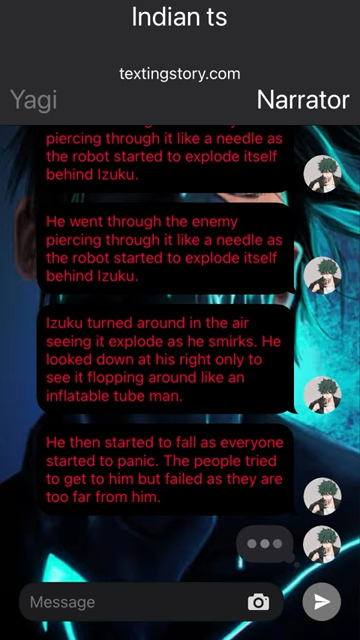 Indian ts
textingstory.com
Yagi
Narrator
piercing through it like a needle as
the robot started to explode itself
behind Izuku.
He went through the enemy
piercing through it like a needle as
the robot started to explode itself
behind Izuku.
Izuku turned around in the air
seeing it explode as he smirks. He
looked down at his right only to
see it flopping around like an
inflatable tube man.
He then started to fall as everyone
started to panic. The people tried
to get to him but failed as they are
too far from him.
Message